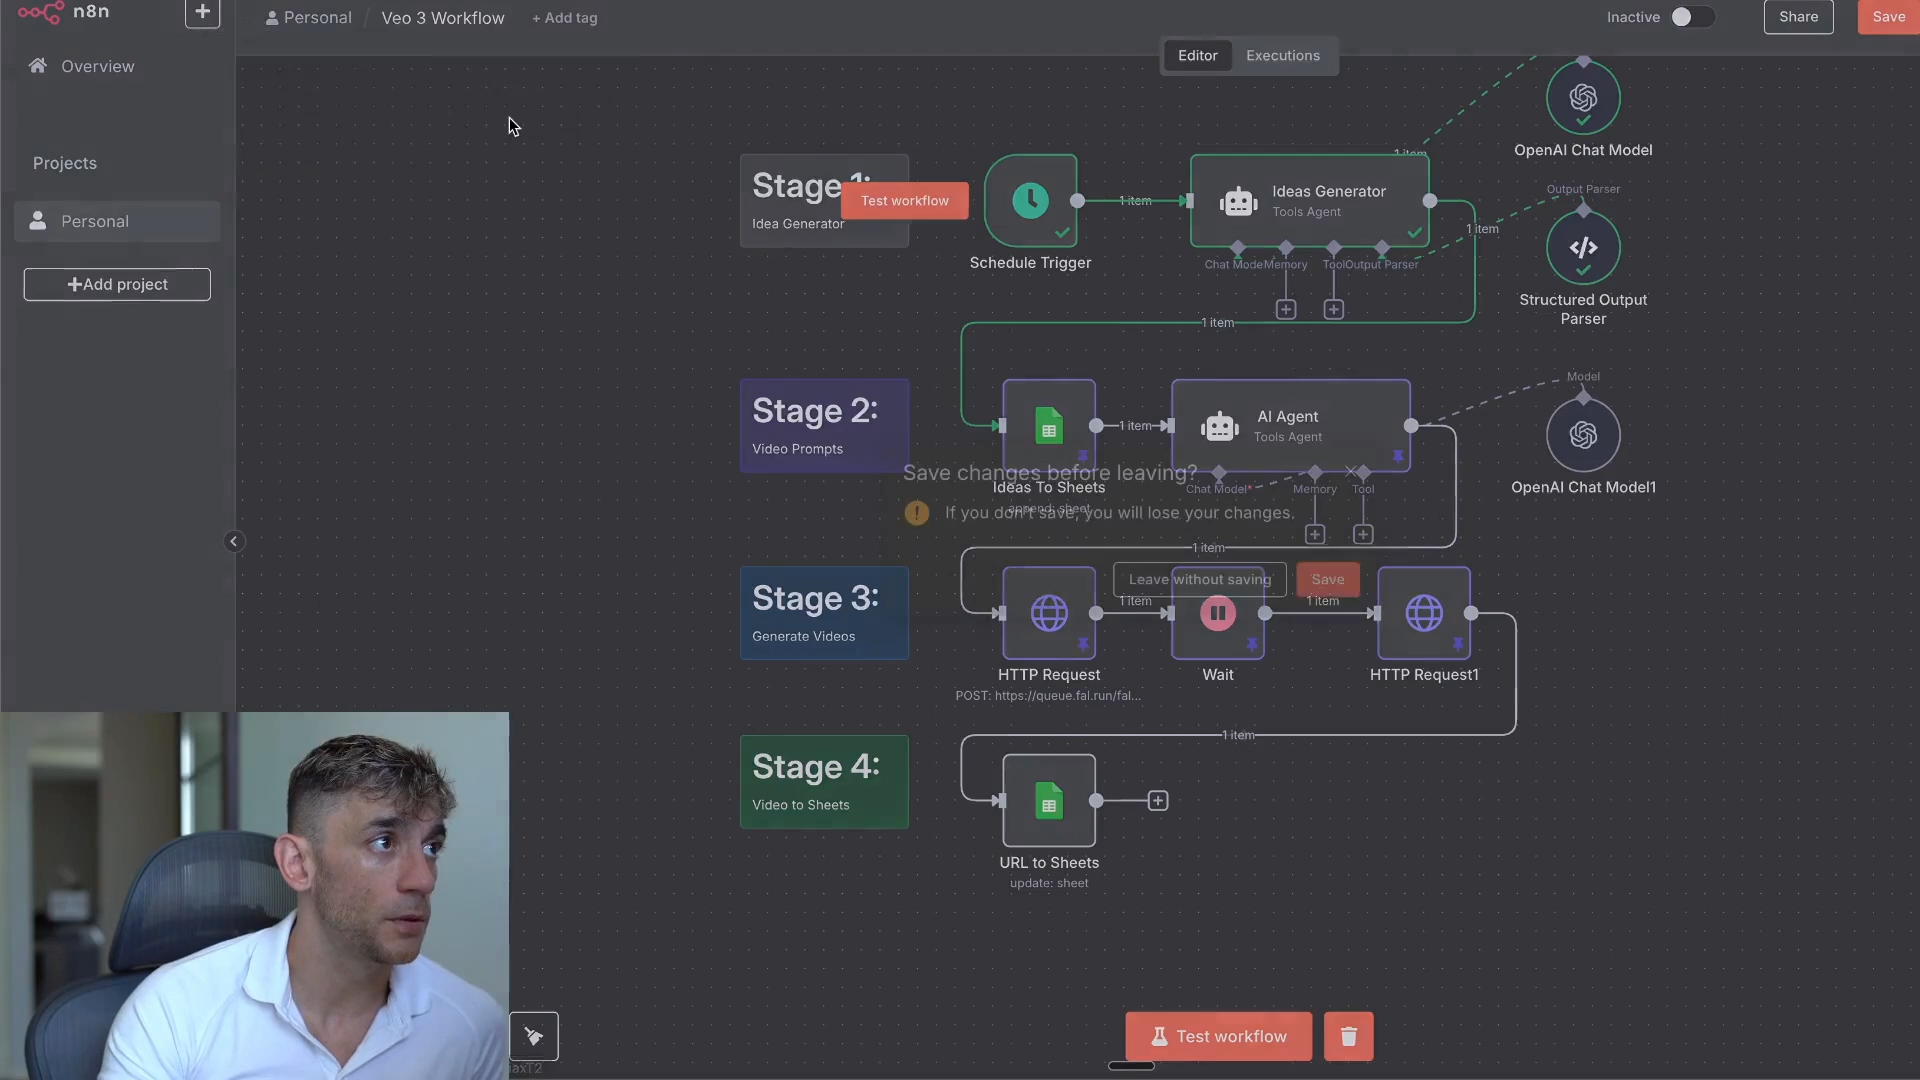 n8n
Personal / Veo 3 Workflow + Add tag
Inactive
Share
Save
Overview
Editor Executions
Projects
Personal
+Add project
OpenAI Chat Model
Stage 1:
Idea Generator
Test workflow
Schedule Trigger
1 item
Ideas Generator
Tools Agent
1 item
1 item
Chat Mode Memory Tool Output Parser
Output Parser
Structured Output
Parser
1 item
Stage 2:
Video Prompts
Ideas To Sheets
append: sheet
1 item
AI Agent
Tools Agent
Chat Model* Memory Tool
Model
OpenAI Chat Model1
Save changes before leaving?
If you don't save, you will lose your changes.
Leave without saving Save
1 item
Stage 3:
Generate Videos
HTTP Request
POST: https://queue.fal.run/fal...
1 item
Wait
1 item
HTTP Request1
1 item
Stage 4:
Video to Sheets
URL to Sheets
update: sheet
Test workflow